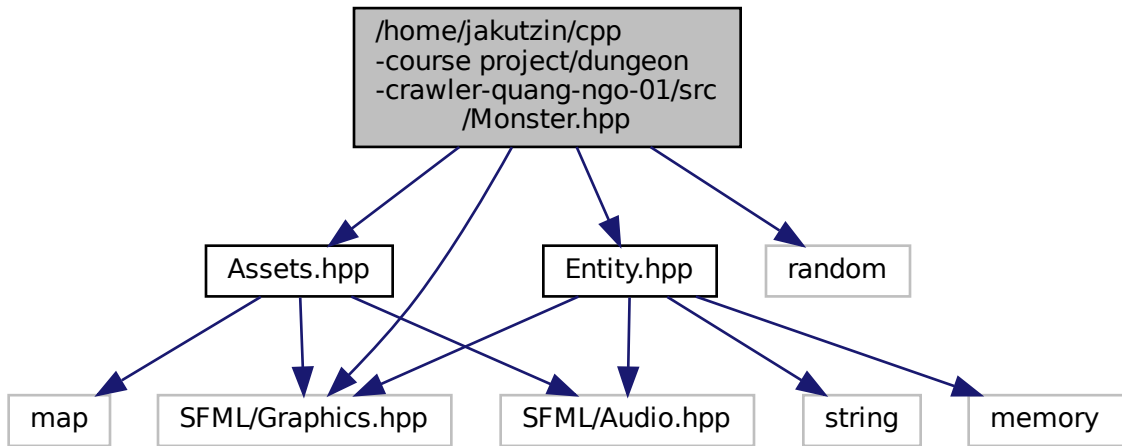 /home/jakutzin/cpp
-course project/dungeon
-crawler-quang-ngo-01/src
/Monster.hpp
Assets.hpp
Entity.hpp
random
map
SFML/Graphics.hpp
SFML/Audio.hpp
string
memory